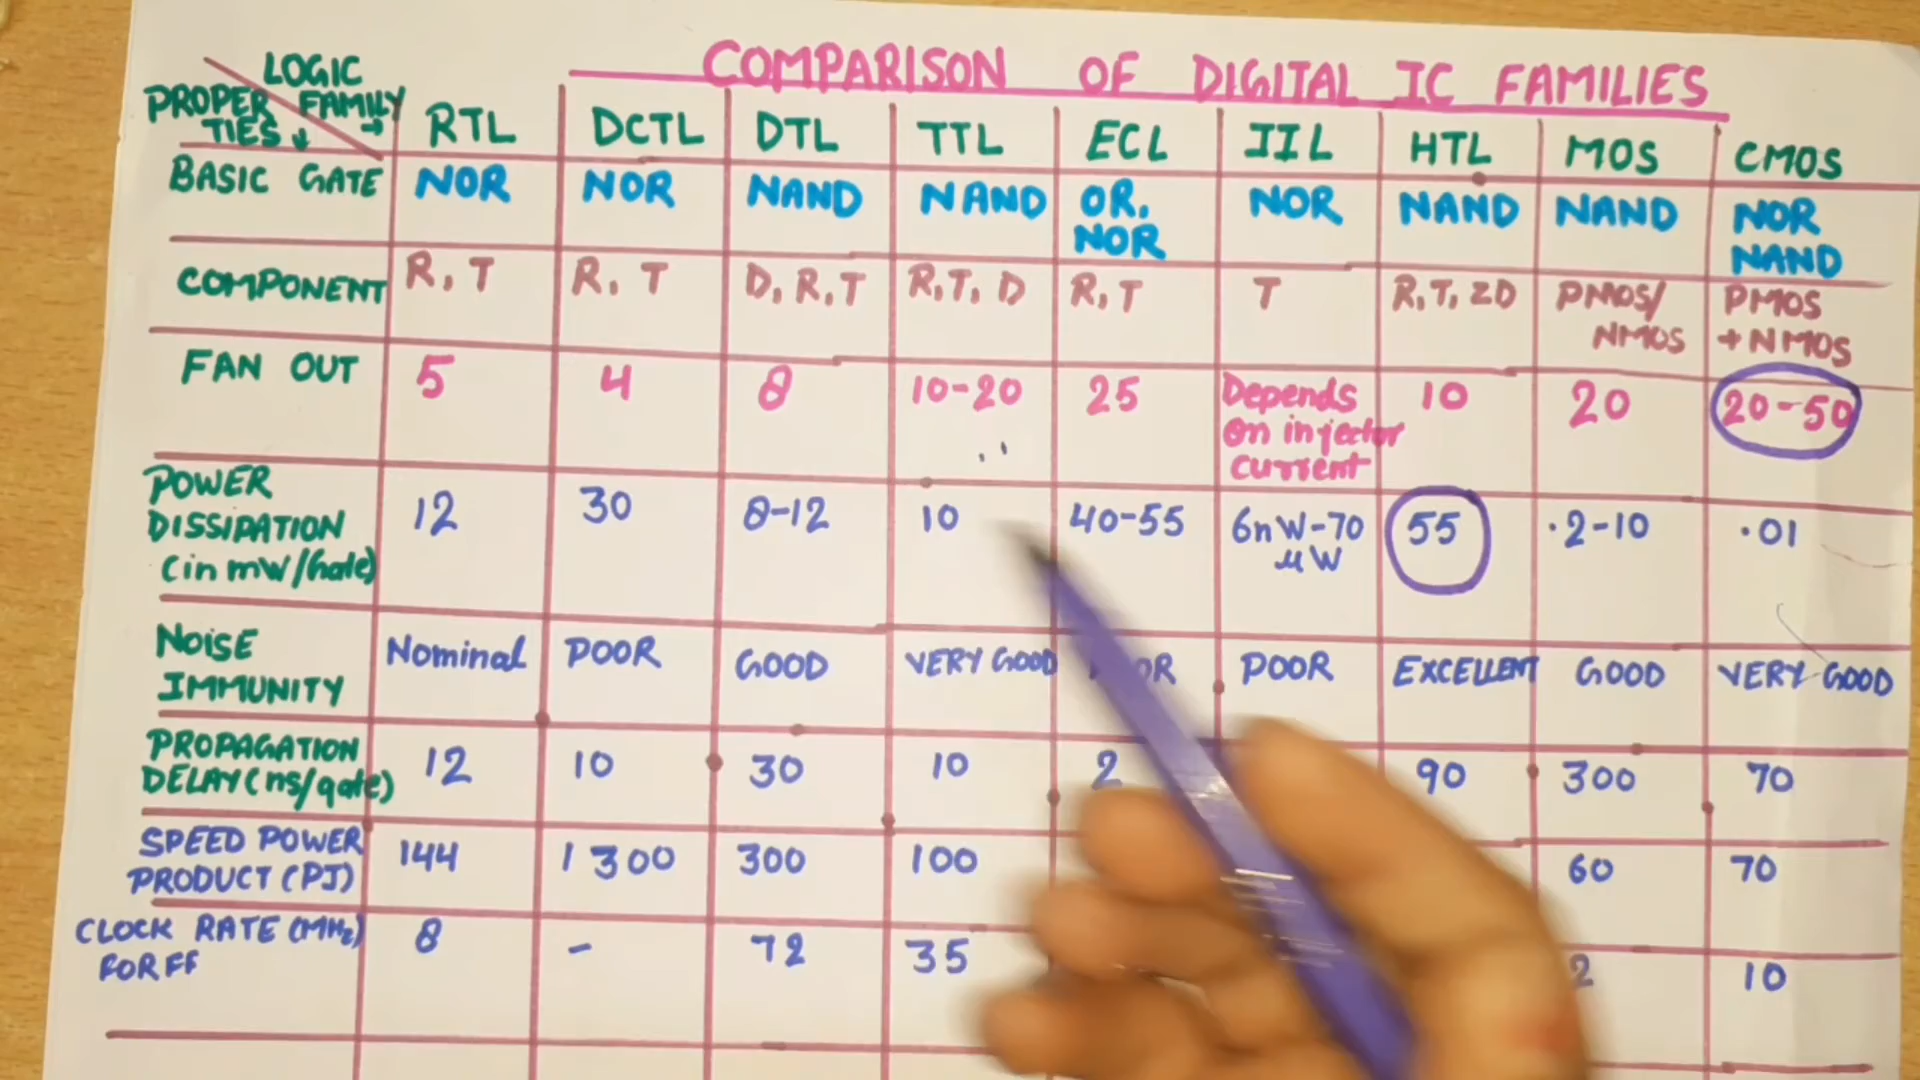 COMPARISON OF DIGITAL IC FAMILIES
LOGIC FAMILY →
PROPERTIES ↓
RTL DCTL DTL TTL ECL IIL HTL MOS CMOS
BASIC GATE NOR NOR NAND NAND OR, NOR NOR NAND NAND NOR NAND
COMPONENT R, T R, T D, R, T R, T, D R, T T R, T, ZD PMOS/ NMOS PMOS + NMOS
FAN OUT 5 4 8 10-20 25 Depends on injector current 10 20 20-50
POWER DISSIPATION (in mW/Gate) 12 30 8-12 10 40-55 6nW-70 μW 55 .2-10 .01
NOISE IMMUNITY Nominal POOR GOOD VERY GOOD POOR EXCELLENT GOOD VERY GOOD
PROPAGATION DELAY (ns/gate) 12 10 30 10 2 90 300 70
SPEED POWER PRODUCT (PJ) 144 1300 300 100 60 70
CLOCK RATE (MHz) FOR FF 8 - 72 35 2 10